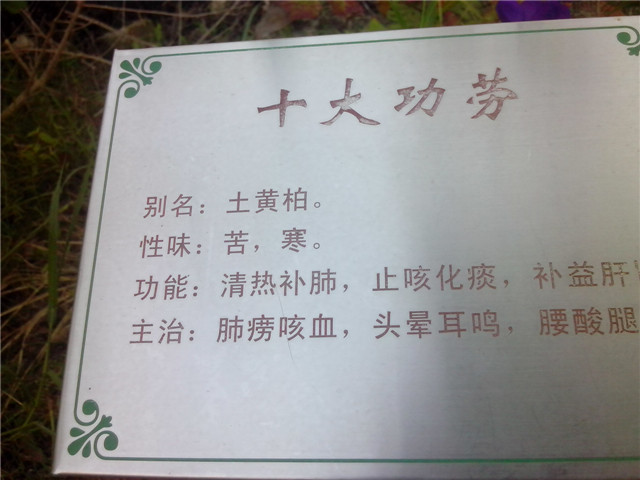 十大功劳
别名：土黄柏。
性味：苦，寒。
功能：清热补肺，止咳化痰，补益肝
主治：肺痨咳血，头晕耳鸣，腰酸腿